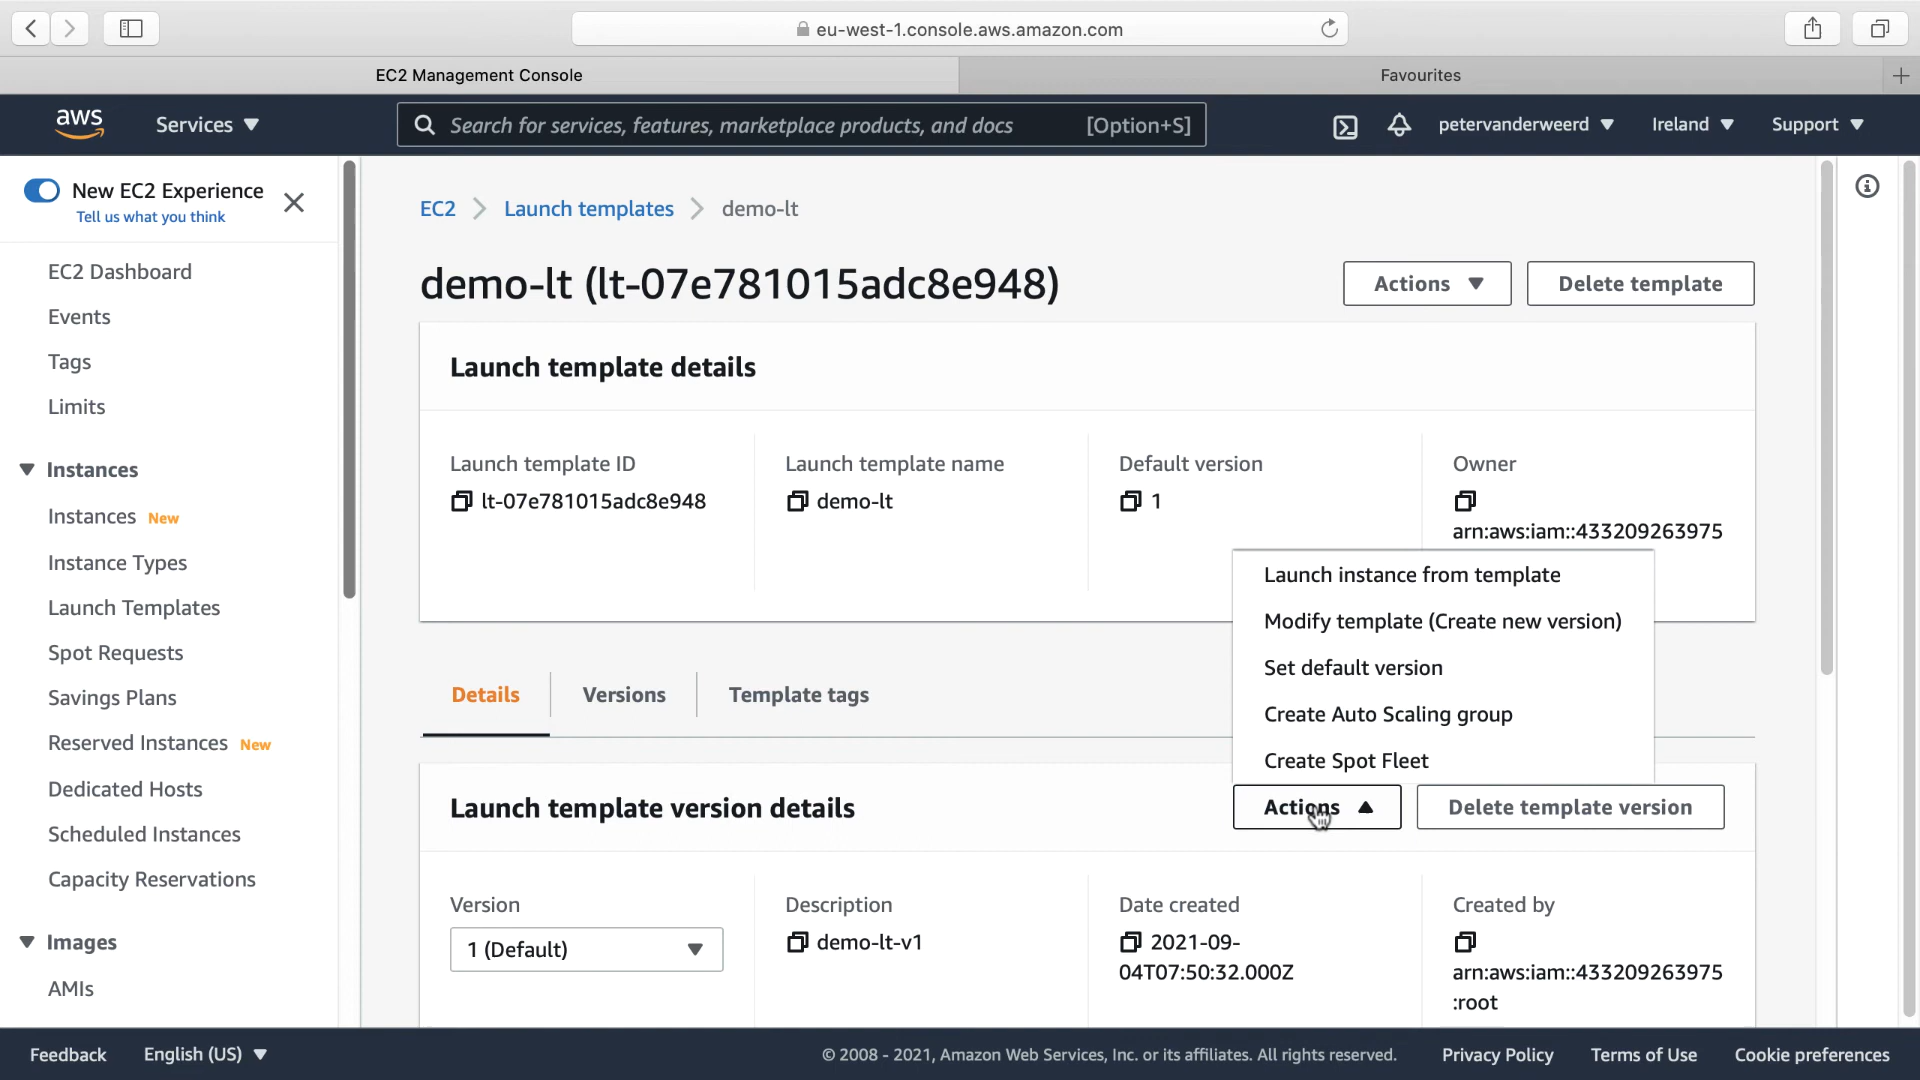 eu-west-1.console.aws.amazon.com
EC2 Management Console
Favourites
aws
Services
Search for services, features, marketplace products, and docs
[Option+S]
petervanderweerd
Ireland
Support
New EC2 Experience
Tell us what you think
EC2 Dashboard
Events
Tags
Limits
Instances
Instances New
Instance Types
Launch Templates
Spot Requests
Savings Plans
Reserved Instances New
Dedicated Hosts
Scheduled Instances
Capacity Reservations
Images
AMIs
EC2 > Launch templates > demo-lt
demo-lt (lt-07e781015adc8e948)
Actions
Delete template
Launch template details
Launch template ID
lt-07e781015adc8e948
Launch template name
demo-lt
Default version
1
Owner
arn:aws:iam::433209263975
Launch instance from template
Modify template (Create new version)
Set default version
Create Auto Scaling group
Create Spot Fleet
Details
Versions
Template tags
Launch template version details
Actions
Delete template version
Version
1 (Default)
Description
demo-lt-v1
Date created
2021-09-
04T07:50:32.000Z
Created by
arn:aws:iam::433209263975
:root
Feedback
English (US)
© 2008 - 2021, Amazon Web Services, Inc. or its affiliates. All rights reserved.
Privacy Policy
Terms of Use
Cookie preferences